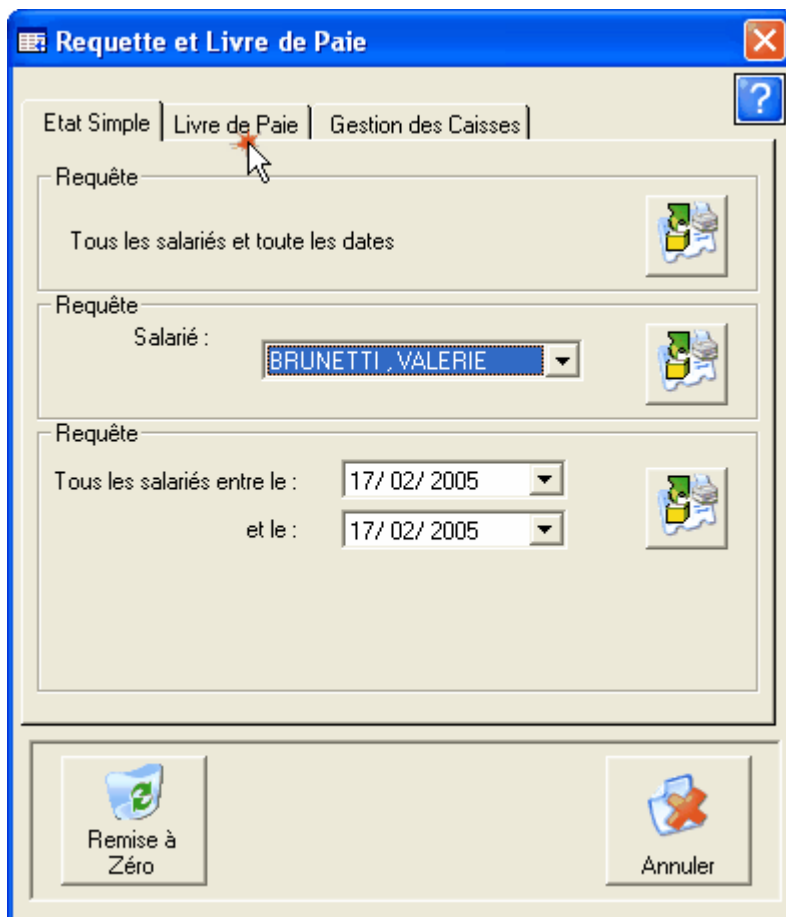 Requette et Livre de Paie
?
Etat Simple
Livre de Paie
Gestion des Caisses
Requête
Tous les salariés et toute les dates
Requête
Salarié :
BRUNETTI , VALERIE
Requête
Tous les salariés entre le : 17/ 02/ 2005
et le : 17/ 02/ 2005
Remise à
Zéro
Annuler